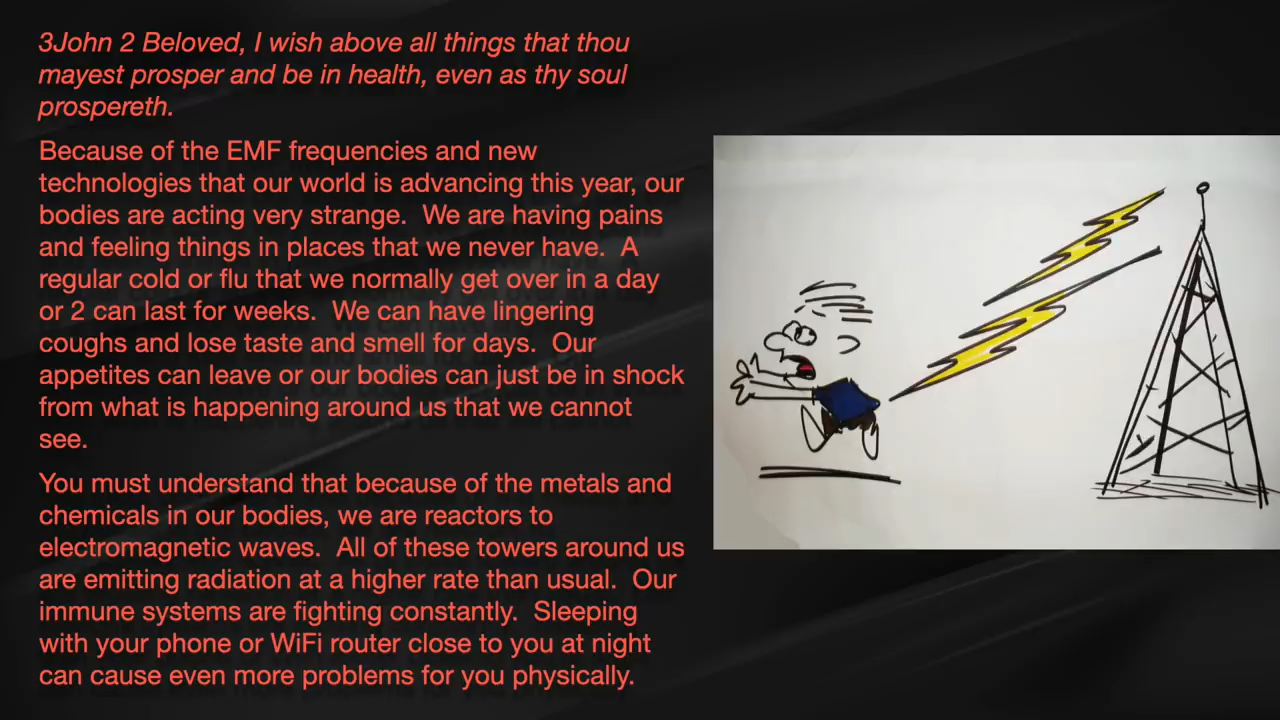 3John 2 Beloved, I wish above all things that thou
mayest prosper and be in health, even as thy soul
prospereth.
Because of the EMF frequencies and new
technologies that our world is advancing this year, our
bodies are acting very strange.  We are having pains
and feeling things in places that we never have.  A
regular cold or flu that we normally get over in a day
or 2 can last for weeks.  We can have lingering
coughs and lose taste and smell for days.  Our
appetites can leave or our bodies can just be in shock
from what is happening around us that we cannot
see.
You must understand that because of the metals and
chemicals in our bodies, we are reactors to
electromagnetic waves.  All of these towers around us
are emitting radiation at a higher rate than usual.  Our
immune systems are fighting constantly.  Sleeping
with your phone or WiFi router close to you at night
can cause even more problems for you physically.